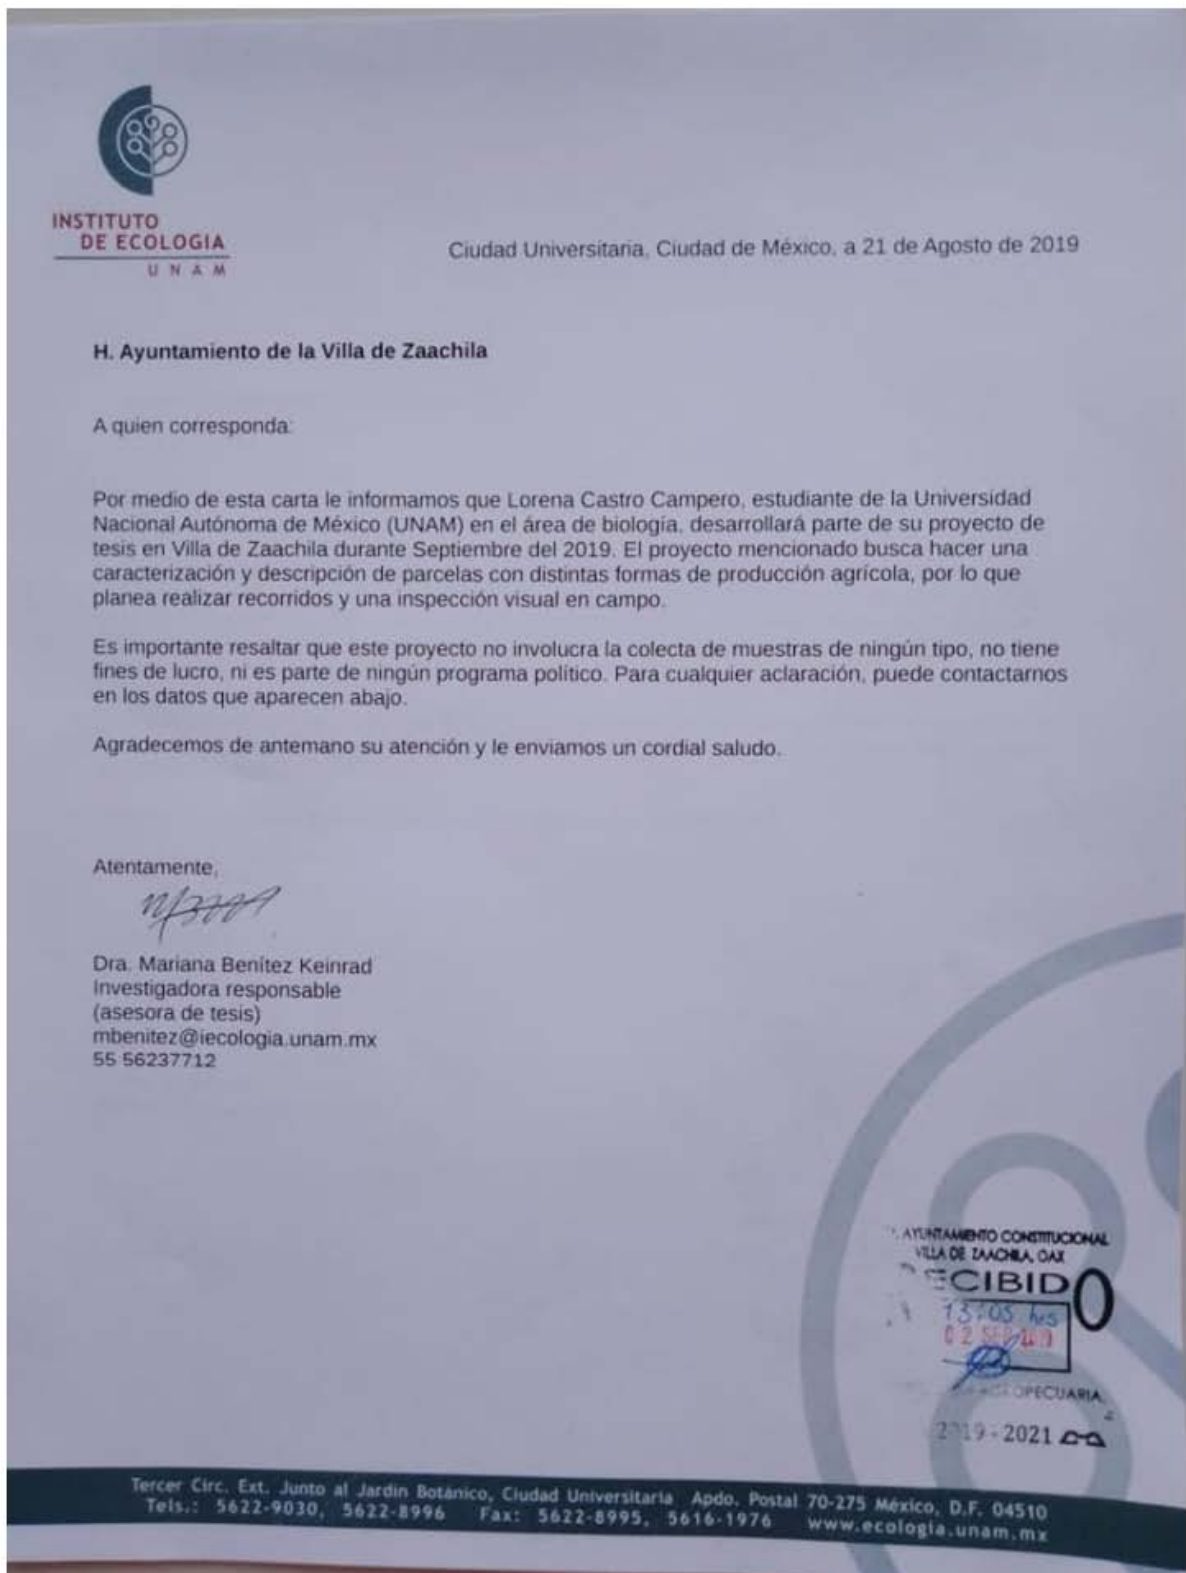 INSTITUTO
DE ECOLOGIA
UNAM
Ciudad Universitaria, Ciudad de México, a 21 de Agosto de 2019
H. Ayuntamiento de la Villa de Zaachila
A quien corresponda:
Por medio de esta carta le informamos que Lorena Castro Campero, estudiante de la Universidad
Nacional Autónoma de México (UNAM) en el área de biología, desarrollará parte de su proyecto de
tesis en Villa de Zaachila durante Septiembre del 2019. El proyecto mencionado busca hacer una
caracterización y descripción de parcelas con distintas formas de producción agrícola, por lo que
planea realizar recorridos y una inspección visual en campo.
Es importante resaltar que este proyecto no involucra la colecta de muestras de ningún tipo, no tiene
fines de lucro, ni es parte de ningún programa político. Para cualquier aclaración, puede contactarnos
en los datos que aparecen abajo.
Agradecemos de antemano su atención y le enviamos un cordial saludo.
Atentamente,
Dra. Mariana Benítez Keinrad
Investigadora responsable
(asesora de tesis)
mbenitez@iecologia.unam.mx
55 56237712
AYUNTAMIENTO CONSTITUCIONAL
VILLA DE ZAACHILA, OAX
RECIBIDO
13:05 hrs
02 SEP 2019
2019-2021
Tercer Circ. Ext. Junto al Jardín Botánico, Ciudad Universitaria Apdo. Postal 70-275 México, D.F. 04510
Tels.: 5622-9030, 5622-8996 Fax: 5622-8995, 5616-1976 www.ecologia.unam.mx